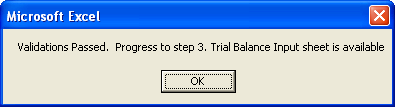 Microsoft Excel
Validations Passed.  Progress to step 3. Trial Balance Input sheet is available
OK